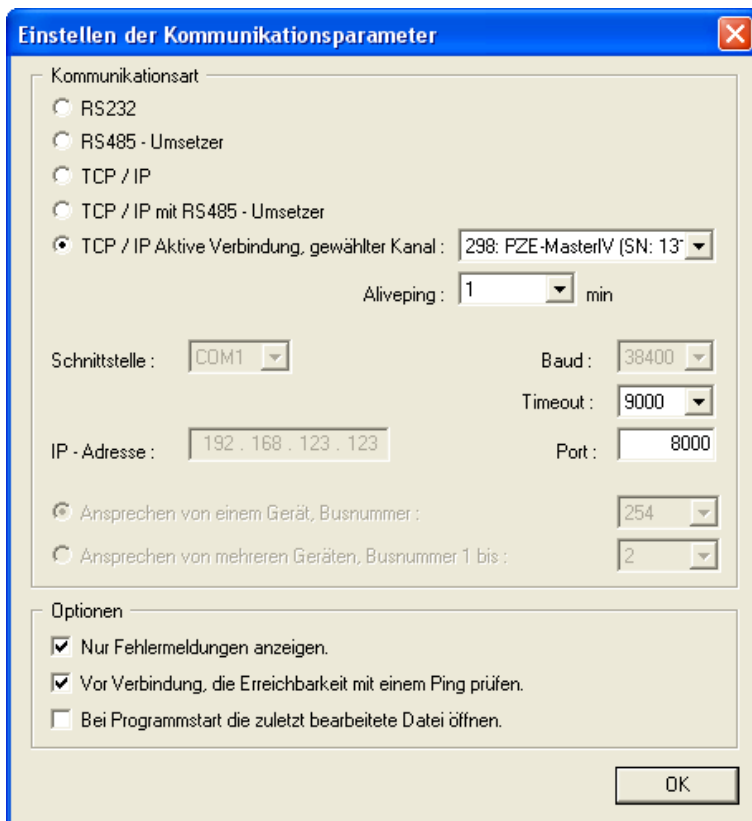 Einstellen der Kommunikationsparameter
Kommunikationsart
RS232
RS485 - Umsetzer
TCP / IP
TCP / IP mit RS485 - Umsetzer
TCP / IP Aktive Verbindung, gewählter Kanal : 298: PZE-MasterIV (SN: 13
Aliveping : 1 min
Schnittstelle : COM1 Baud : 38400
Timeout : 9000
IP - Adresse : 192 . 168 . 123 . 123 Port : 8000
Ansprechen von einem Gerät, Busnummer : 254
Ansprechen von mehreren Geräten, Busnummer 1 bis : 2
Optionen
Nur Fehlermeldungen anzeigen.
Vor Verbindung, die Erreichbarkeit mit einem Ping prüfen.
Bei Programmstart die zuletzt bearbeitete Datei öffnen.
OK